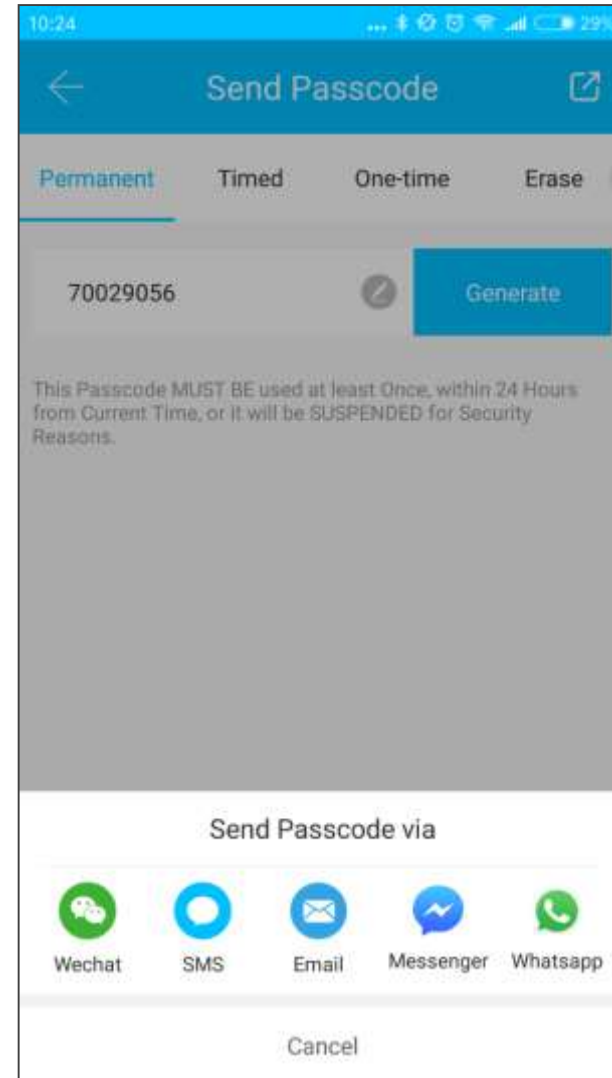 10:24
... 29%
Send Passcode
Permanent Timed One-time Erase
70029056 Generate
This Passcode MUST BE used at least Once, within 24 Hours
from Current Time, or it will be SUSPENDED for Security
Reasons.
Send Passcode via
Wechat SMS Email Messenger Whatsapp
Cancel